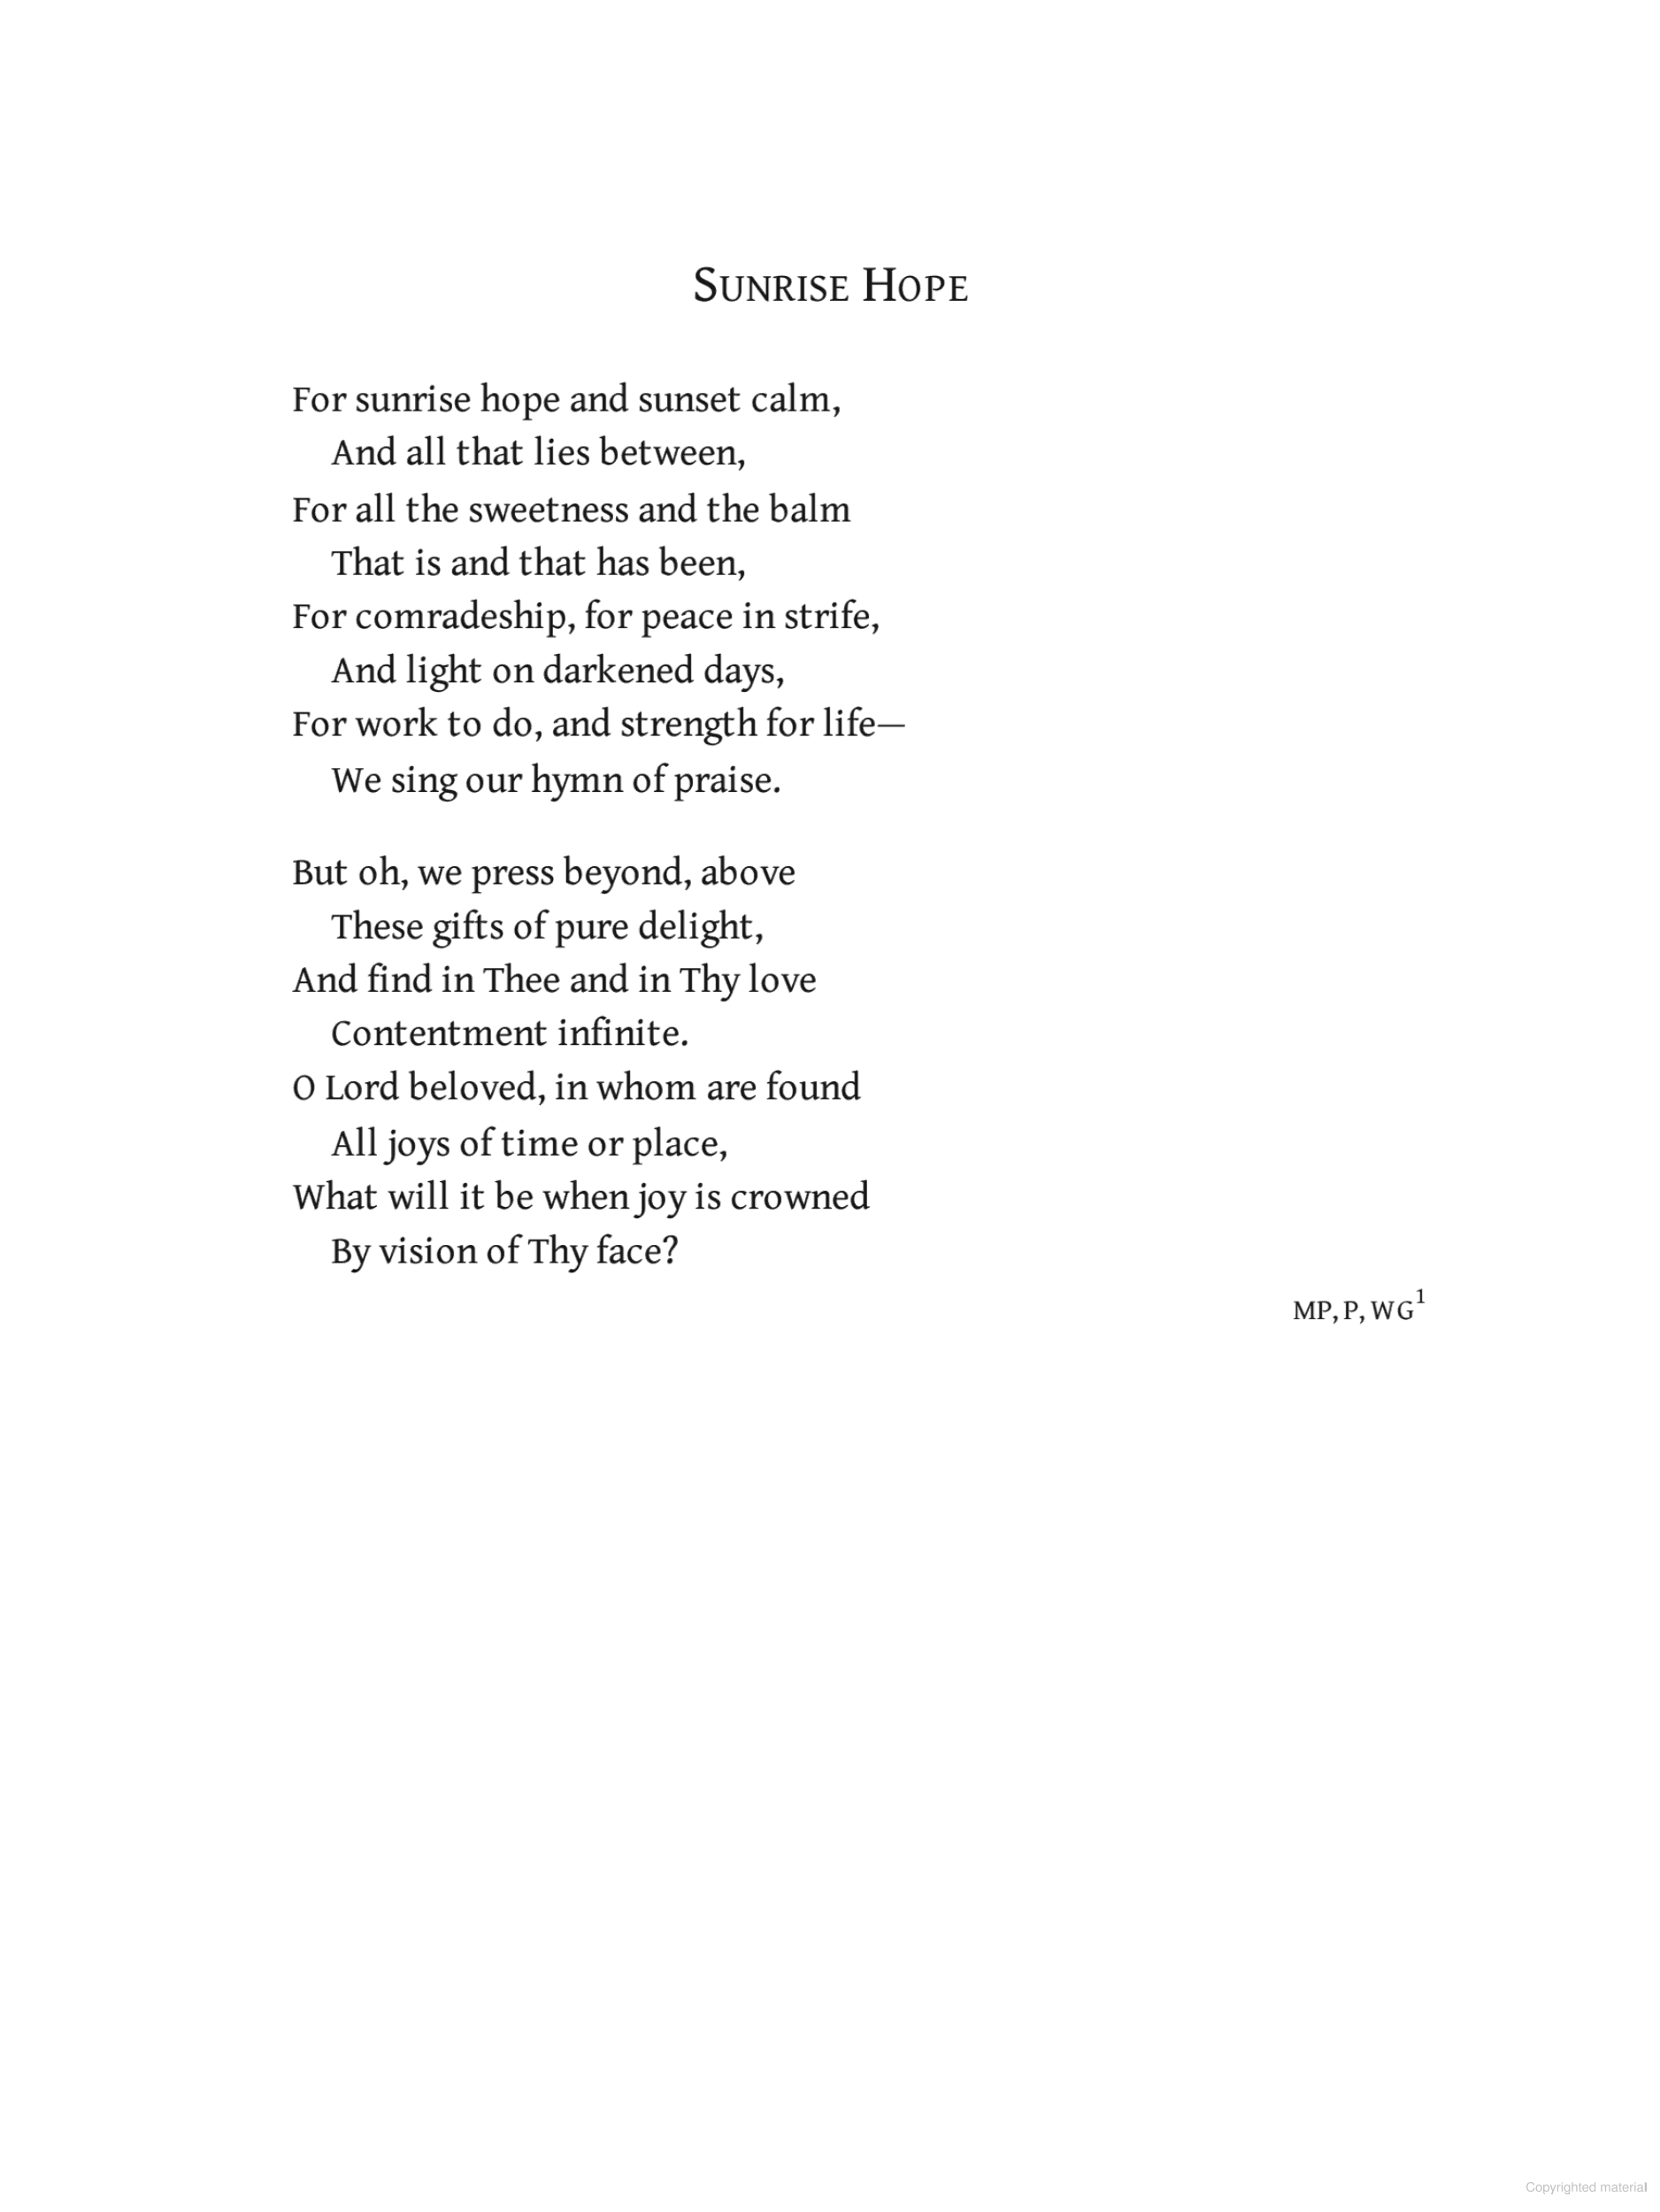 Sunrise Hope
For sunrise hope and sunset calm,
And all that lies between,
For all the sweetness and the balm
That is and that has been,
For comradeship, for peace in strife,
And light on darkened days,
For work to do, and strength for life—
We sing our hymn of praise.
But oh, we press beyond, above
These gifts of pure delight,
And find in Thee and in Thy love
Contentment infinite.
O Lord beloved, in whom are found
All joys of time or place,
What will it be when joy is crowned
By vision of Thy face?
MP, P, WG¹
Copyrighted material